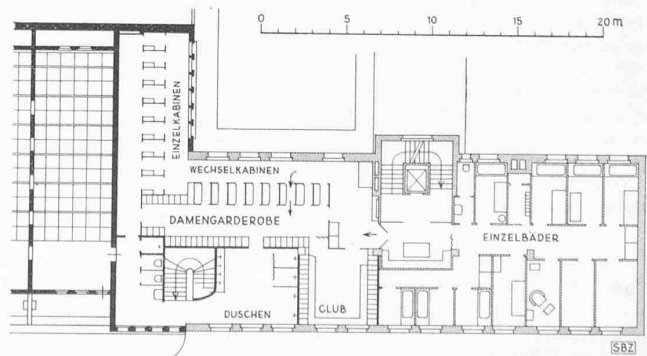 0 5 10 15 20 m
EINZELKABINEN
WECHSELKABINEN
DAMENGARDEROBE
EINZELBÄDER
DUSCHEN
CLUB
SBZ